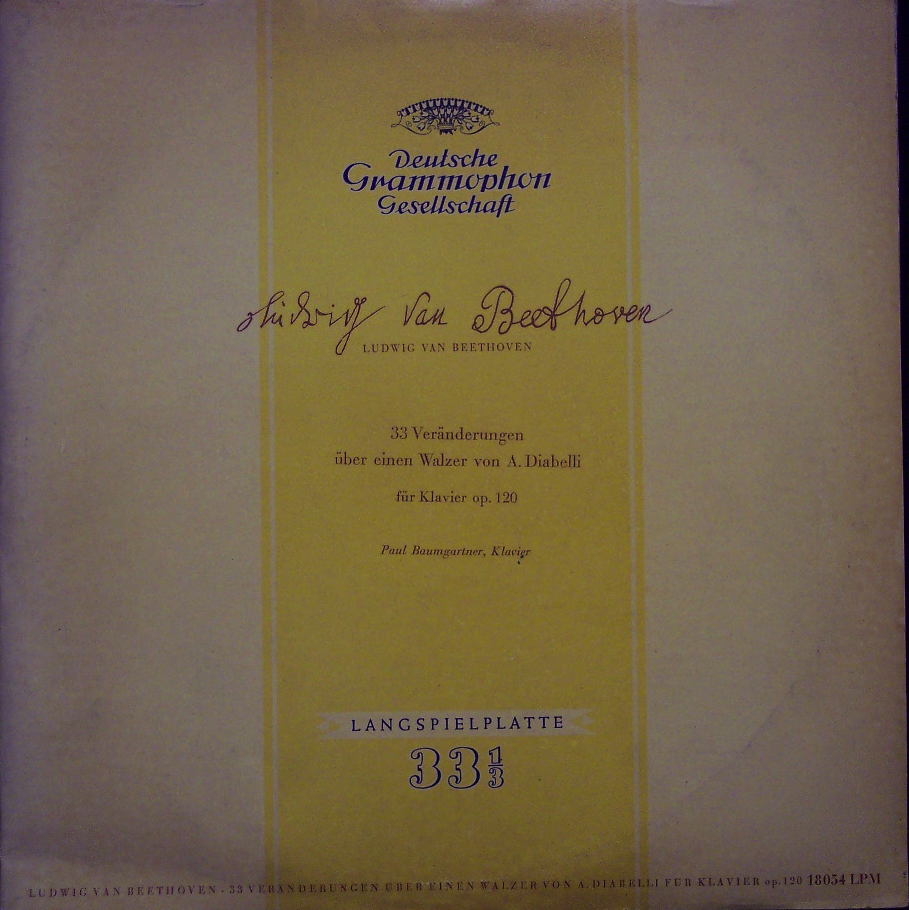 Deutsche
Grammophon
Gesellschaft
Ludwig Van Beethoven
LUDWIG VAN BEETHOVEN
33 Veränderungen
über einen Walzer von A. Diabelli
für Klavier op. 120
Paul Baumgartner, Klavier
LANGSPIELPLATTE
33 1/3
LUDWIG VAN BEETHOVEN · 33 VERÄNDERUNGEN ÜBER EINEN WALZER VON A. DIABELLI FÜR KLAVIER op. 120 18054 LPM